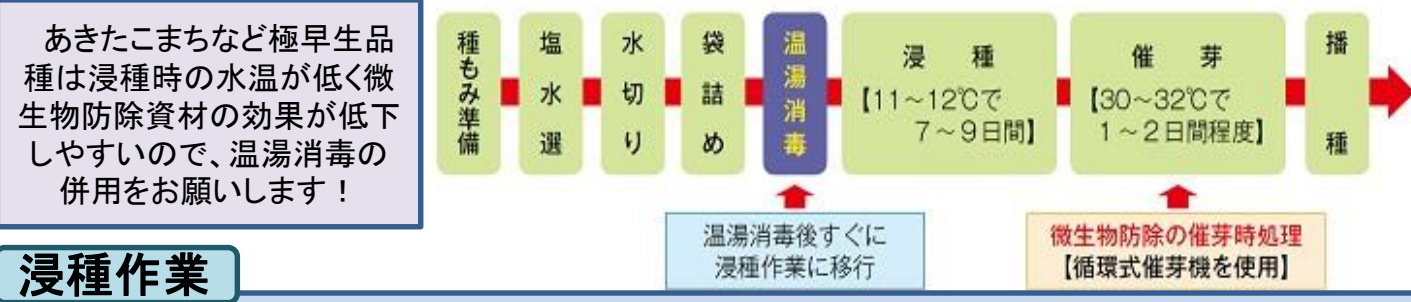 あきたこまちなど極早生品
種は浸種時の水温が低く微
生物防除資材の効果が低下
しやすいので、温湯消毒の
併用をお願いします！
種もみ準備
塩水選
水切り
袋詰め
温湯消毒
浸　種
【11～12℃で
7～9日間】
催　芽
【30～32℃で
1～2日間程度】
播種
温湯消毒後すぐに
浸種作業に移行
微生物防除の催芽時処理
【循環式催芽機を使用】
浸種作業